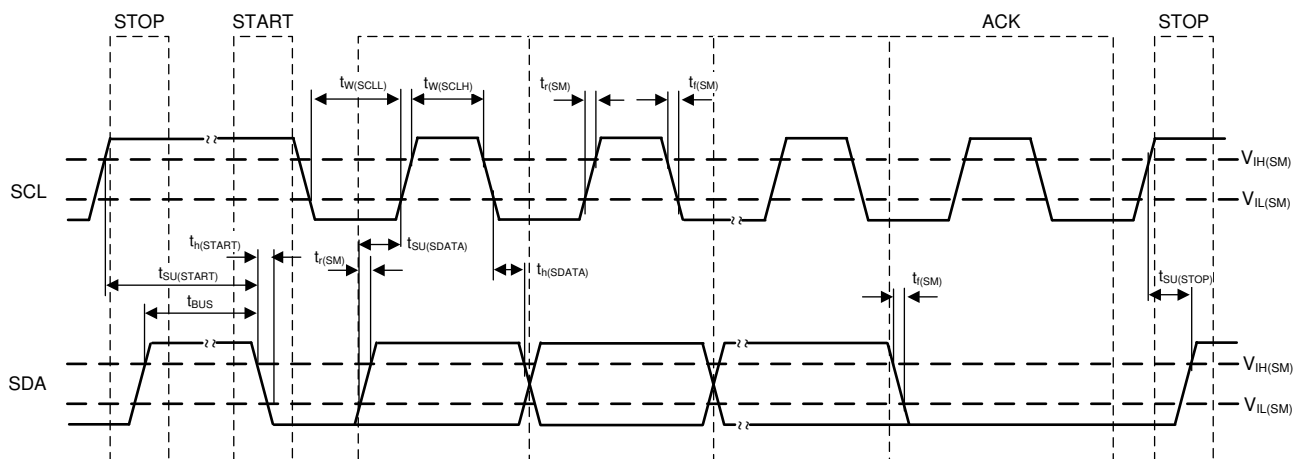 STOP START ACK STOP
tW(SCLL) tW(SCLH) tr(SM) tf(SM)
VIH(SM)
SCL
VIL(SM)
th(START) tr(SM) tSU(SDATA) th(SDATA)
tSU(START) tf(SM) tSU(STOP)
tBUS
VIH(SM)
SDA
VIL(SM)